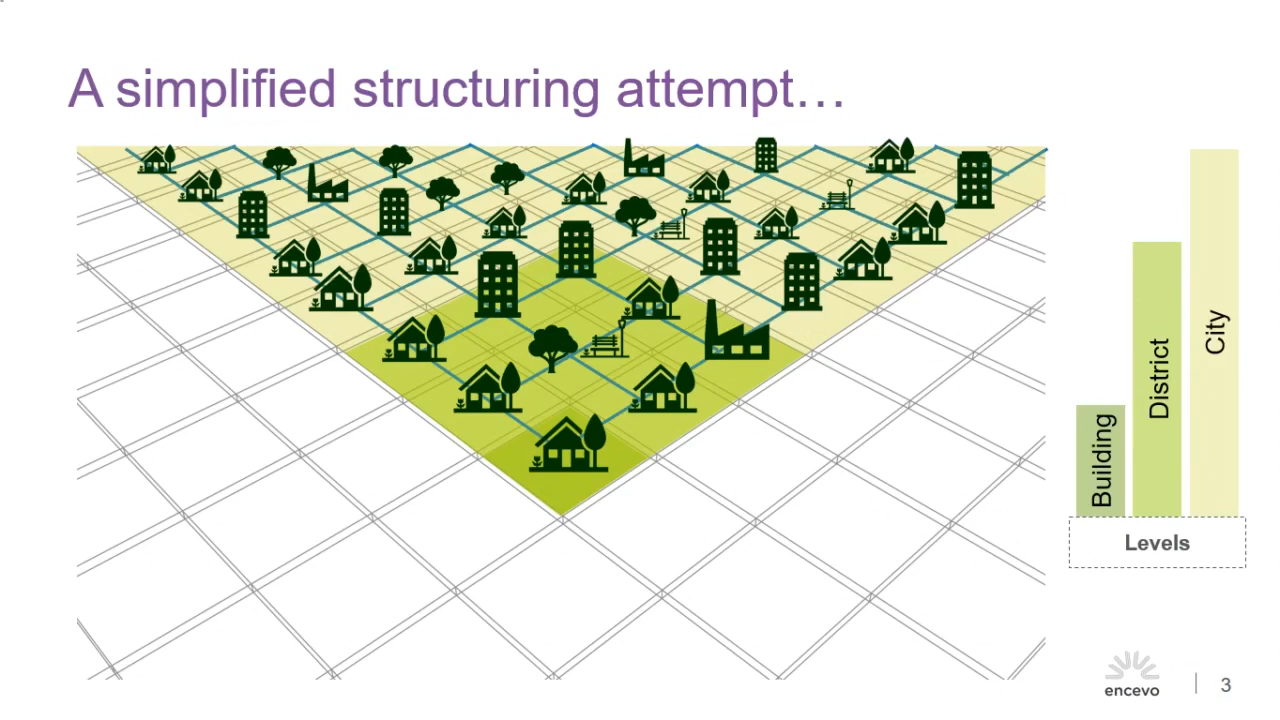 A simplified structuring attempt…
Building
District
City
Levels
encevo
3